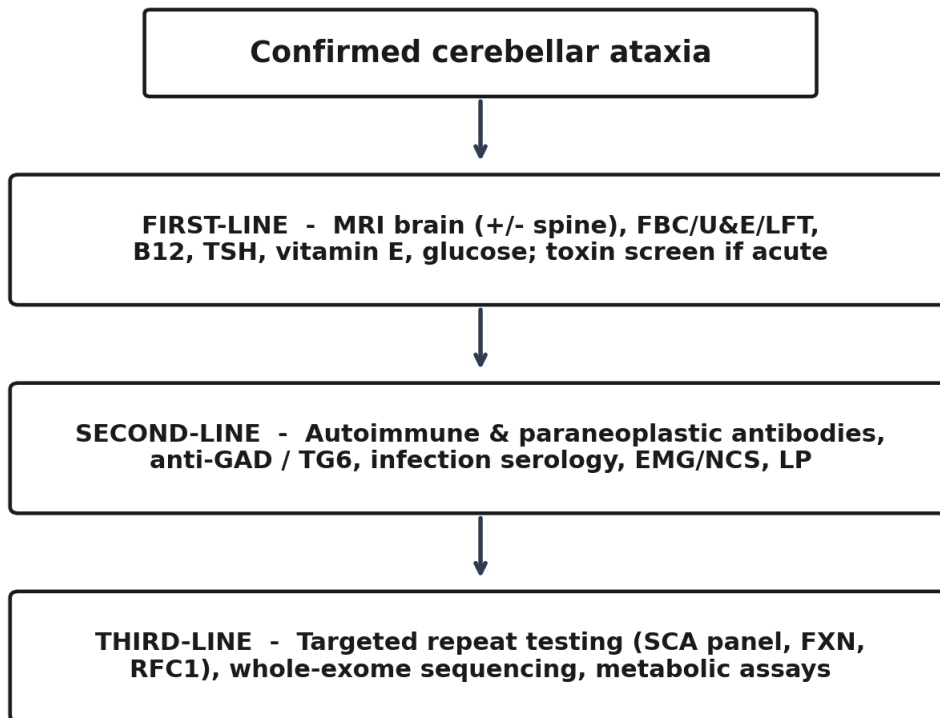 Confirmed cerebellar ataxia
FIRST-LINE - MRI brain (+/- spine), FBC/U&E/LFT,
B12, TSH, vitamin E, glucose; toxin screen if acute
SECOND-LINE - Autoimmune & paraneoplastic antibodies,
anti-GAD / TG6, infection serology, EMG/NCS, LP
THIRD-LINE - Targeted repeat testing (SCA panel, FXN,
RFC1), whole-exome sequencing, metabolic assays